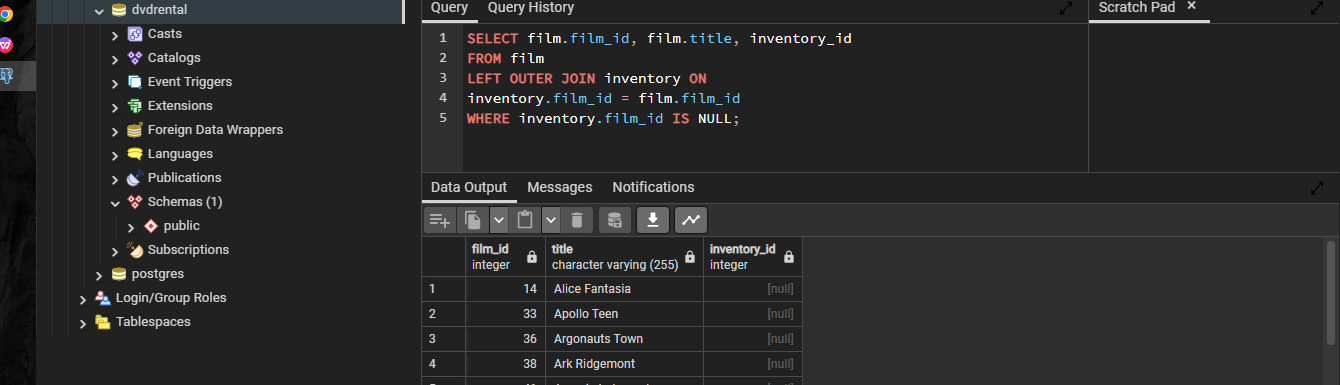 dvdrental
Casts
Catalogs
Event Triggers
Extensions
Foreign Data Wrappers
Languages
Publications
Schemas (1)
public
Subscriptions
postgres
Login/Group Roles
Tablespaces
Query Query History
Scratch Pad ×
1 SELECT film.film_id, film.title, inventory_id
2 FROM film
3 LEFT OUTER JOIN inventory ON
4 inventory.film_id = film.film_id
5 WHERE inventory.film_id IS NULL;
Data Output Messages Notifications
film_id title inventory_id
integer character varying (255) integer
1 14 Alice Fantasia [null]
2 33 Apollo Teen [null]
3 36 Argonauts Town [null]
4 38 Ark Ridgemont [null]